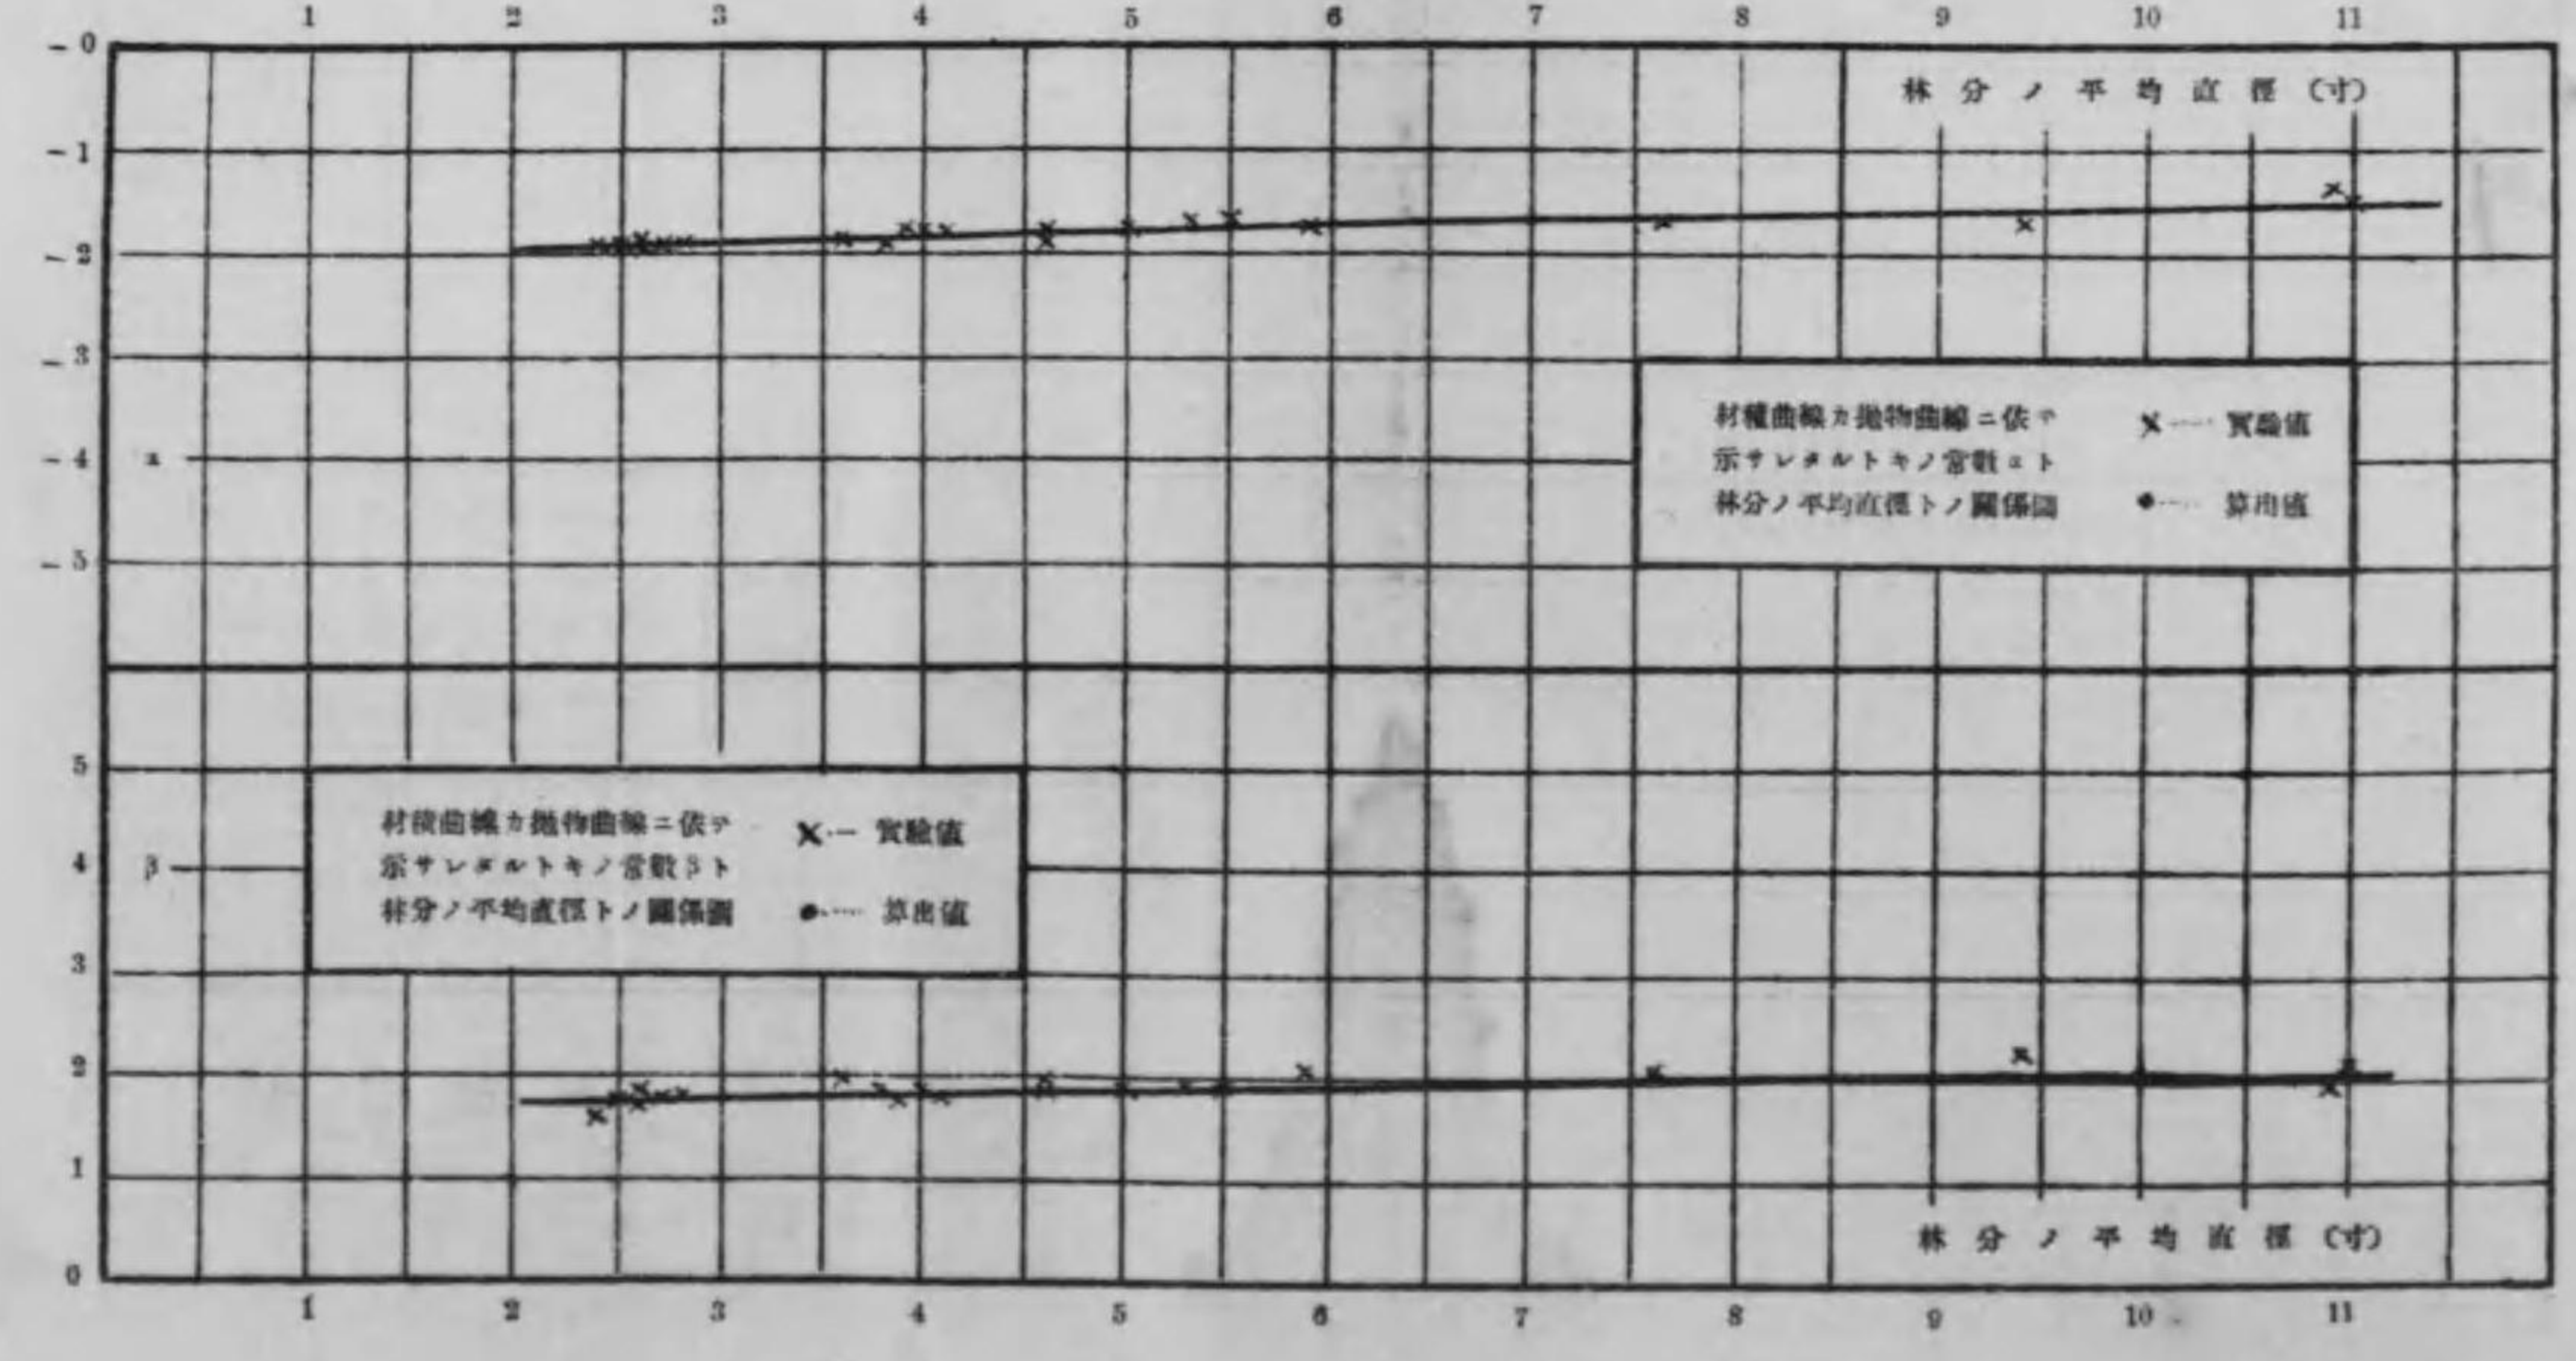 1 2 3 4 5 6 7 8 9 10 11
-0
林分ノ平均直徑(寸)
-1
-2
-3
材積曲線カ抛物曲線ニ依テ
示サレタルトキノ常數αト
林分ノ平均直徑トノ關係圖
×…… 實驗値
●…… 算出値
-4 α
-5
5
材積曲線カ抛物曲線ニ依テ
示サレタルトキノ常數βト
林分ノ平均直徑トノ關係圖
×…… 實驗値
●…… 算出値
4 β
3
2
1
林分ノ平均直徑(寸)
0
1 2 3 4 5 6 7 8 9 10 11